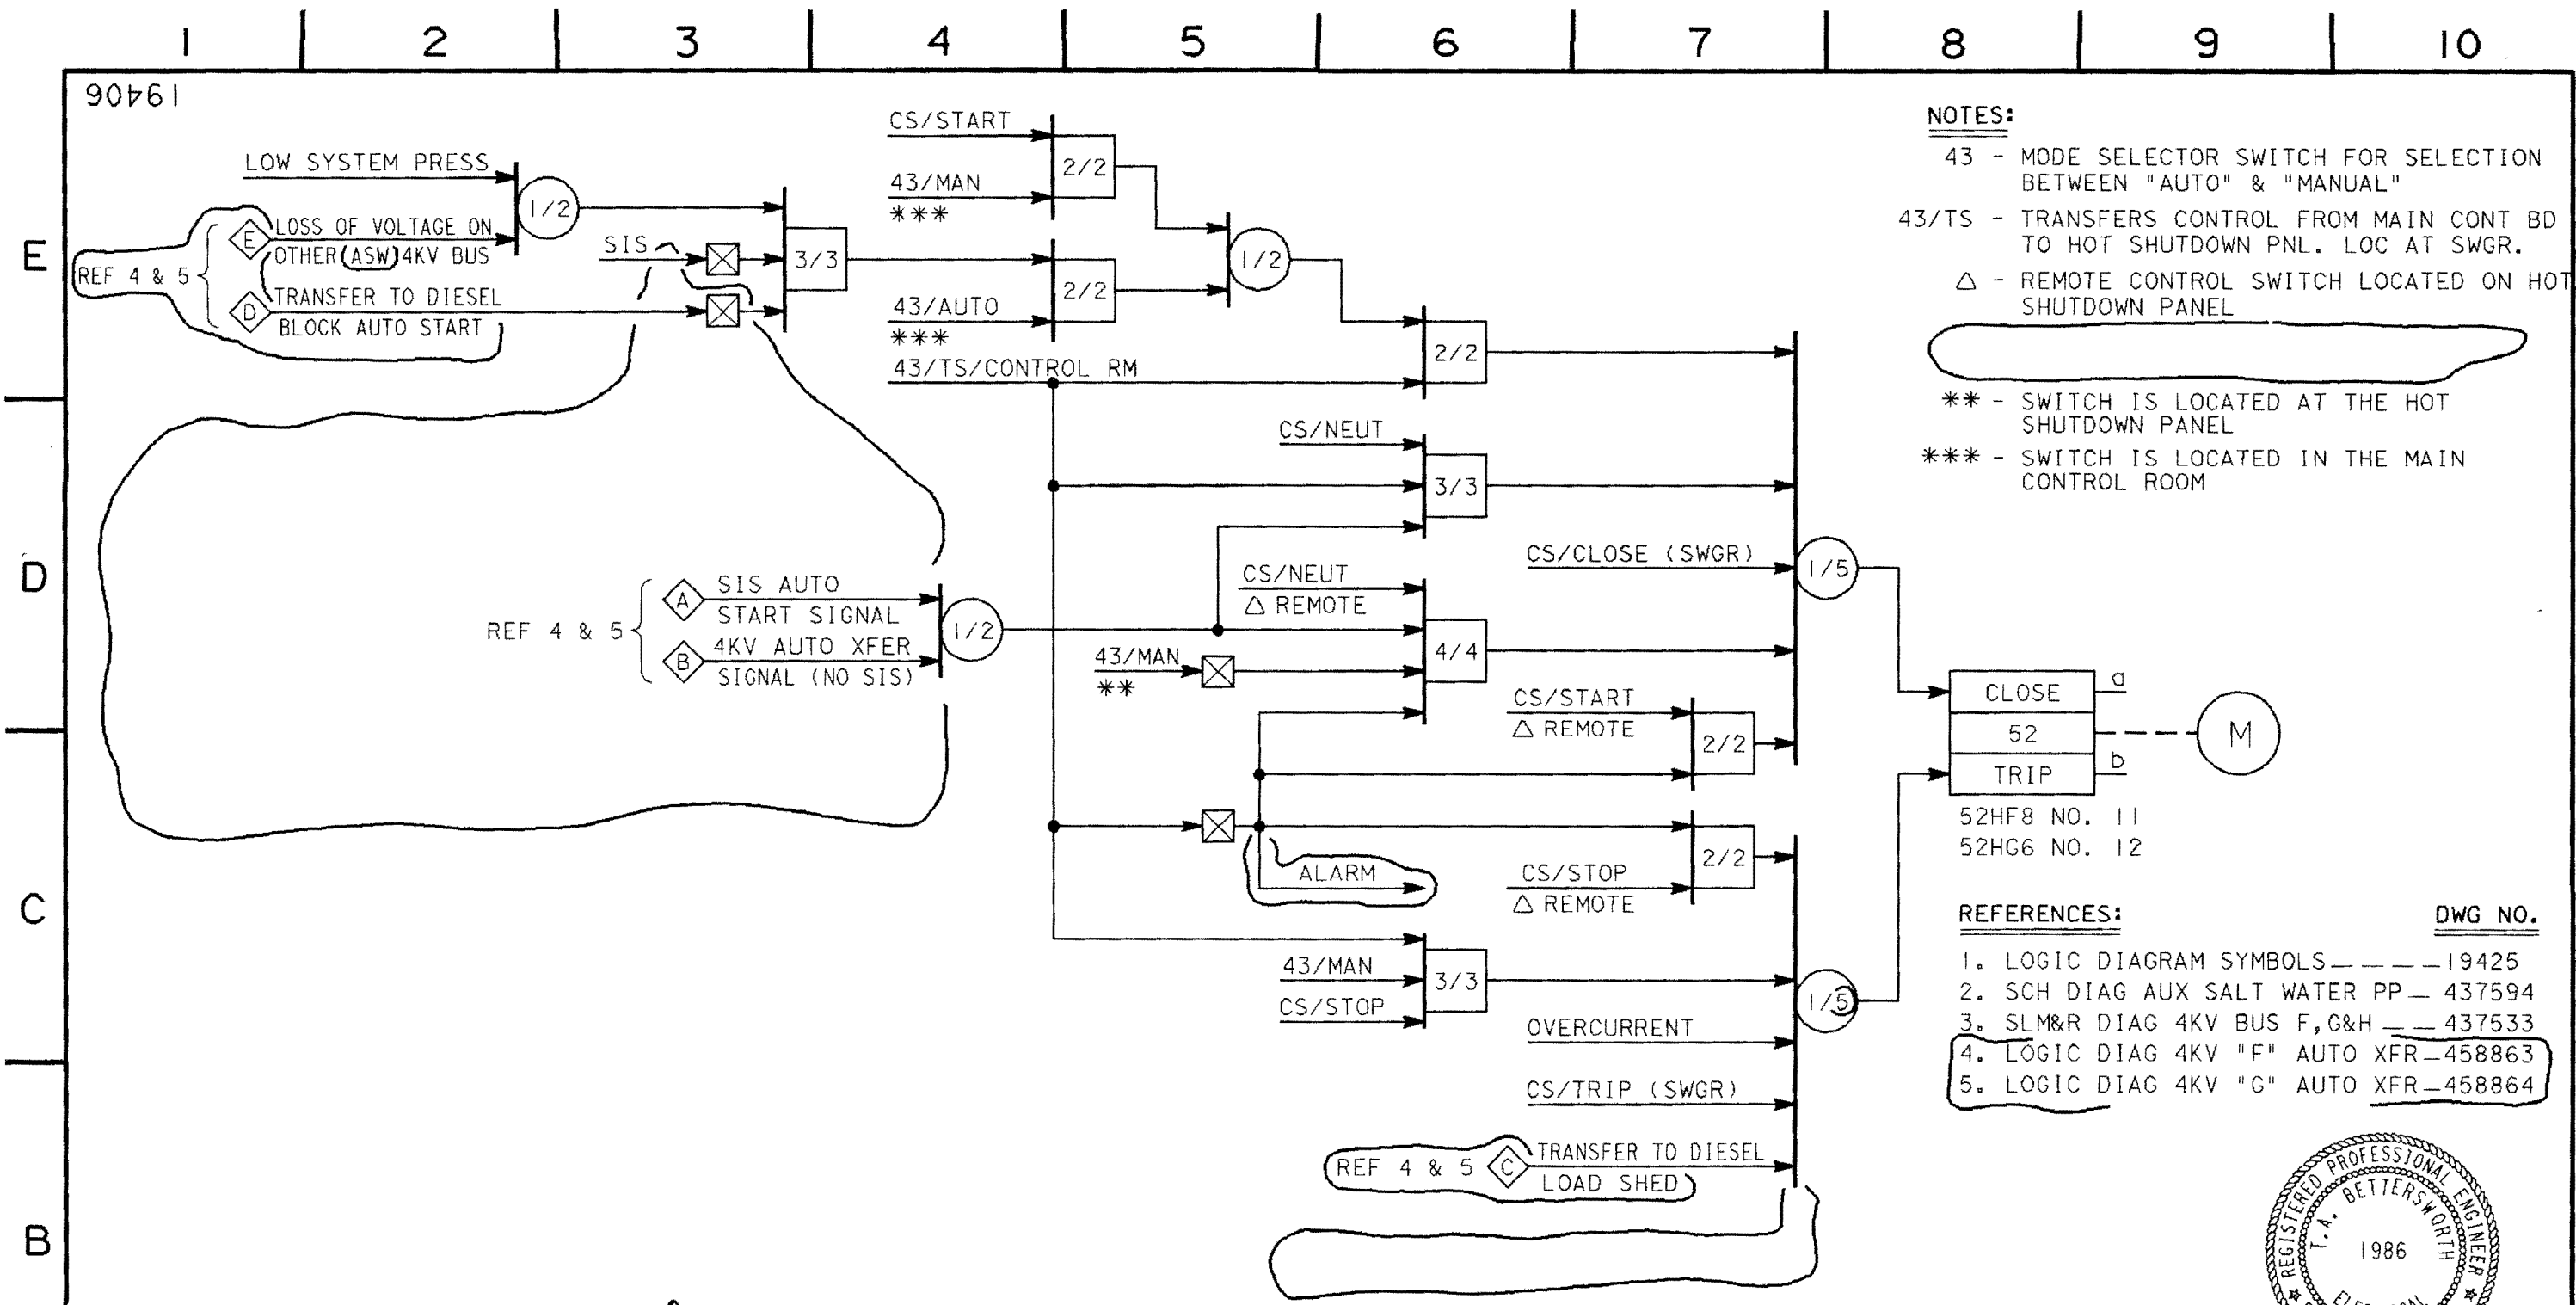 1 2 3 4 5 6 7 8 9 10
E
D
C
B
19406
LOW SYSTEM PRESS
1/2
REF 4 & 5
E
LOSS OF VOLTAGE ON
OTHER (ASW) 4KV BUS
D
TRANSFER TO DIESEL
BLOCK AUTO START
SIS
3/3
CS/START
43/MAN
***
2/2
43/AUTO
***
2/2
1/2
43/TS/CONTROL RM
2/2
CS/NEUT
3/3
REF 4 & 5
A
SIS AUTO
START SIGNAL
B
4KV AUTO XFER
SIGNAL (NO SIS)
1/2
CS/NEUT
△ REMOTE
43/MAN
**
4/4
CS/CLOSE (SWGR)
1/5
CS/START
△ REMOTE
2/2
ALARM
CS/STOP
△ REMOTE
2/2
43/MAN
CS/STOP
3/3
OVERCURRENT
CS/TRIP (SWGR)
REF 4 & 5
C
TRANSFER TO DIESEL
LOAD SHED
1/5
CLOSE
a
52
TRIP
b
M
52HF8 NO. 11
52HG6 NO. 12
NOTES:
43 - MODE SELECTOR SWITCH FOR SELECTION
BETWEEN "AUTO" & "MANUAL"
43/TS - TRANSFERS CONTROL FROM MAIN CONT BD
TO HOT SHUTDOWN PNL. LOC AT SWGR.
△ - REMOTE CONTROL SWITCH LOCATED ON HOT
SHUTDOWN PANEL
** - SWITCH IS LOCATED AT THE HOT
SHUTDOWN PANEL
*** - SWITCH IS LOCATED IN THE MAIN
CONTROL ROOM
REFERENCES: DWG NO.
1. LOGIC DIAGRAM SYMBOLS 19425
2. SCH DIAG AUX SALT WATER PP 437594
3. SLM&R DIAG 4KV BUS F,G&H 437533
4. LOGIC DIAG 4KV "F" AUTO XFR 458863
5. LOGIC DIAG 4KV "G" AUTO XFR 458864
REGISTERED PROFESSIONAL ENGINEER
T.A. BETTERSWORTH
1986